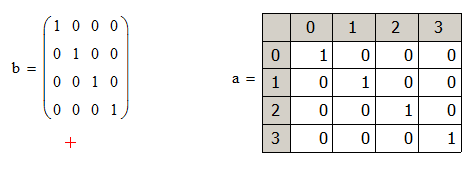 b =
1 0 0 0
0 1 0 0
0 0 1 0
0 0 0 1
a =
0 1 2 3
0 1 0 0 0
1 0 1 0 0
2 0 0 1 0
3 0 0 0 1